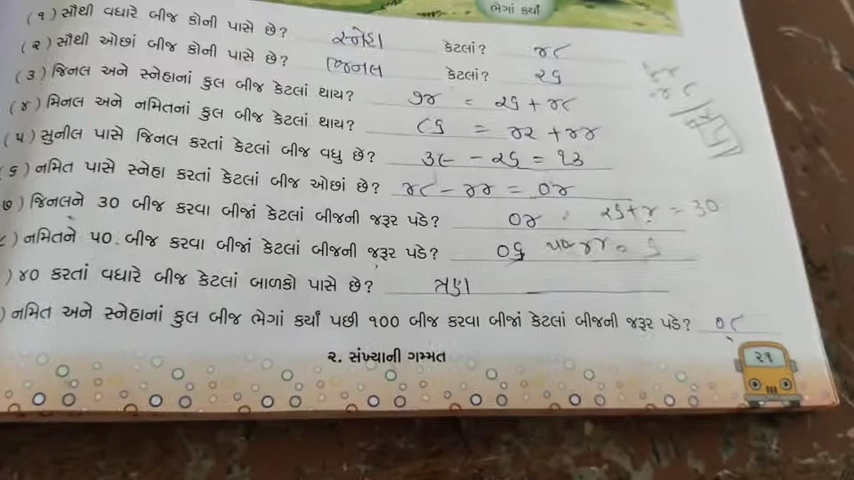 ભેગાં કર્યાં
(૧) સૌથી વધારે બીજ કોની પાસે છે? સ્નેહા કેટલાં? ૪૮
(૨) સૌથી ઓછાં બીજ કોની પાસે છે? જિનલ કેટલાં? ૨૬
(૩) જિનલ અને સ્નેહાનાં કુલ બીજ કેટલાં થાય? ૭૪ = ૨૬ + ૪૮
(૪) મિનલ અને નમિતનાં કુલ બીજ કેટલાં થાય? ૮૬ = ૪૨ + ૪૪
(૫) સુનીલ પાસે જિનલ કરતાં કેટલાં બીજ વધુ છે? ૩૯ - ૨૬ = ૧૩
(૬) નમિત પાસે સ્નેહા કરતાં કેટલાં બીજ ઓછાં છે? ૪૮ - ૪૪ = ૦૪
૭) જિનલને 30 બીજ કરવા બીજાં કેટલાં બીજની જરૂર પડે? ૦૪ ૨૬+૪ = 30
૮) નમિતને ૫૦ બીજ કરવા બીજાં કેટલાં બીજની જરૂર પડે? ૦૬ ૫૦ ૪૪ = ૬
) ૪૦ કરતાં વધારે બીજ કેટલાં બાળકો પાસે છે? ત્રણ
) નમિત અને સ્નેહાનાં કુલ બીજ ભેગાં કર્યાં પછી ૧૦૦ બીજ કરવા બીજાં કેટલાં બીજની જરૂર પડે? ૦૮
૨. સંખ્યાની ગમ્મત
૨૧